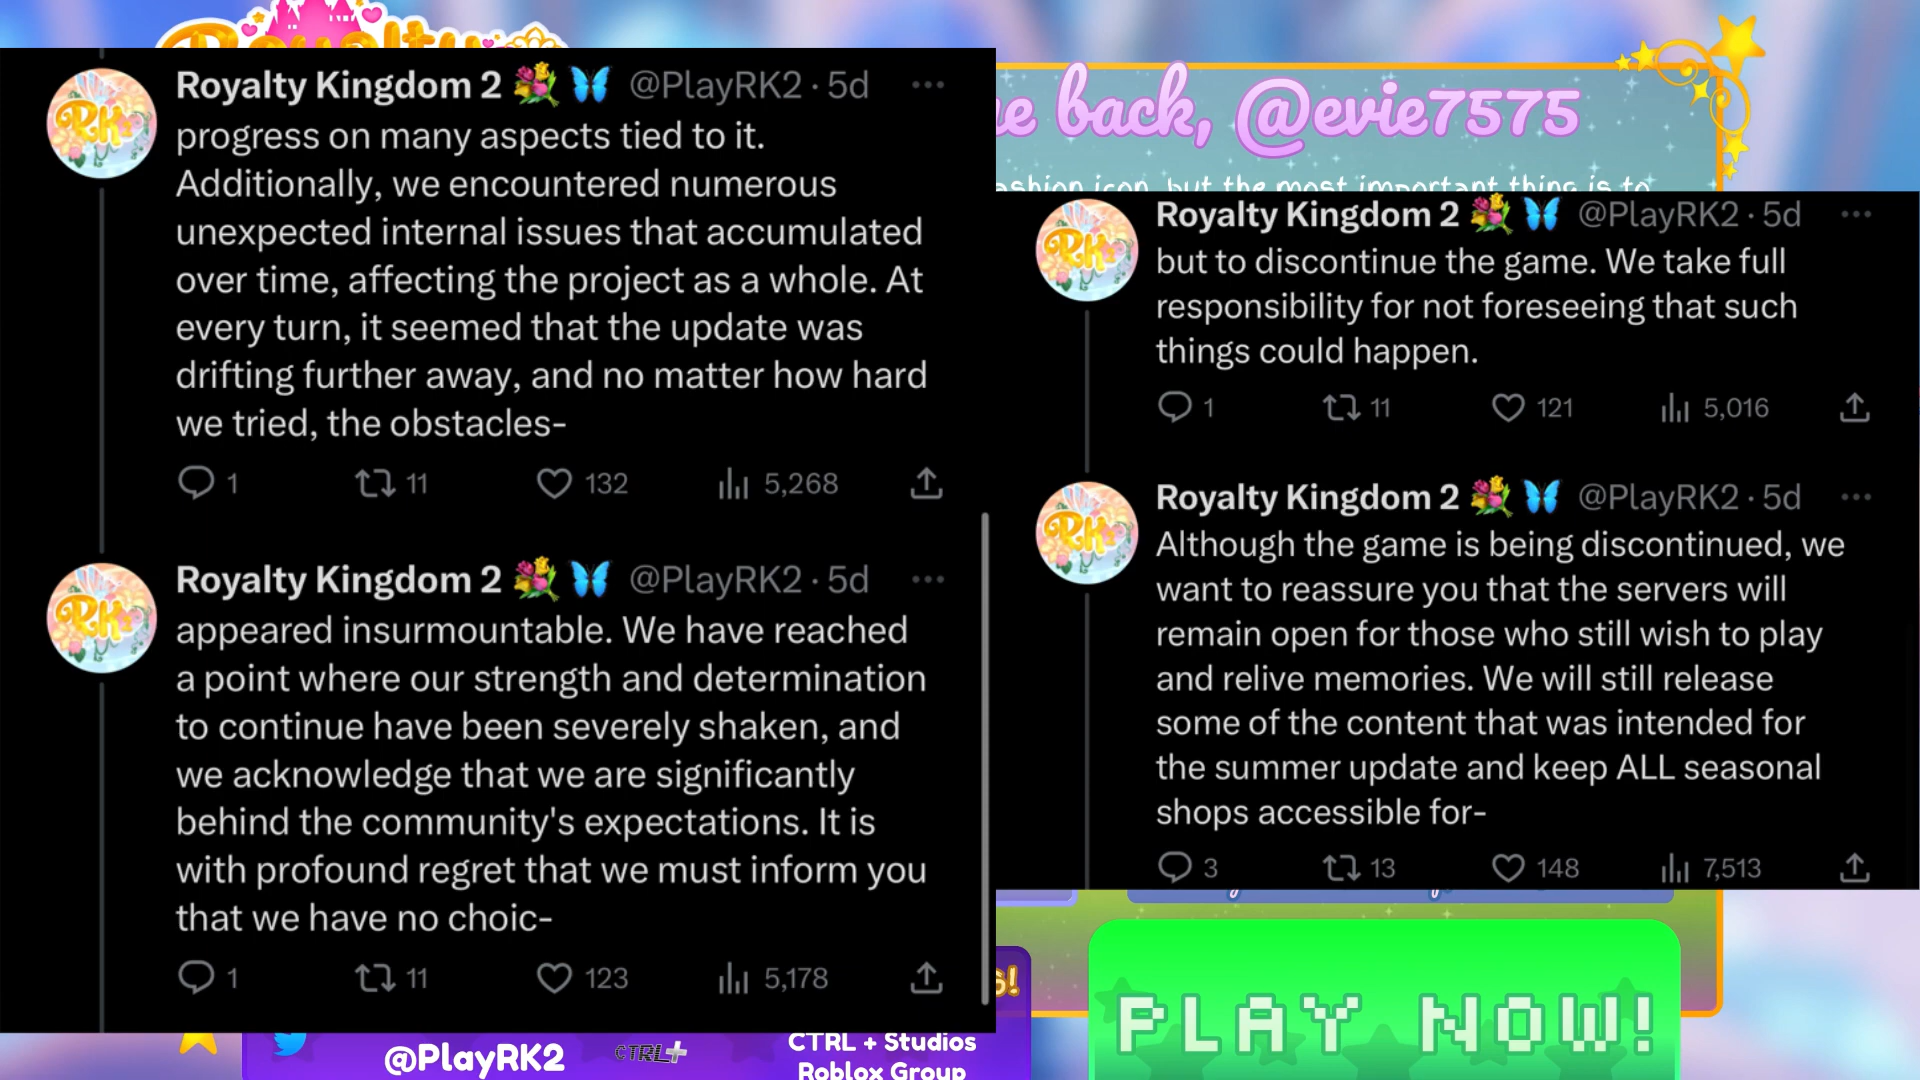 Royalty
Royalty Kingdom 2 💐 🦋 @PlayRK2 · 5d
progress on many aspects tied to it.
Additionally, we encountered numerous
unexpected internal issues that accumulated
over time, affecting the project as a whole. At
every turn, it seemed that the update was
drifting further away, and no matter how hard
we tried, the obstacles-
1 11 132 5,268
Royalty Kingdom 2 💐 🦋 @PlayRK2 · 5d
appeared insurmountable. We have reached
a point where our strength and determination
to continue have been severely shaken, and
we acknowledge that we are significantly
behind the community's expectations. It is
with profound regret that we must inform you
that we have no choic-
1 11 123 5,178
back, @evie7575
but the most important thing is to
Royalty Kingdom 2 💐 🦋 @PlayRK2 · 5d
but to discontinue the game. We take full
responsibility for not foreseeing that such
things could happen.
1 11 121 5,016
Royalty Kingdom 2 💐 🦋 @PlayRK2 · 5d
Although the game is being discontinued, we
want to reassure you that the servers will
remain open for those who still wish to play
and relive memories. We will still release
some of the content that was intended for
the summer update and keep ALL seasonal
shops accessible for-
3 13 148 7,513
@PlayRK2
CTRL+
CTRL + Studios
Roblox Group
PLAY NOW!